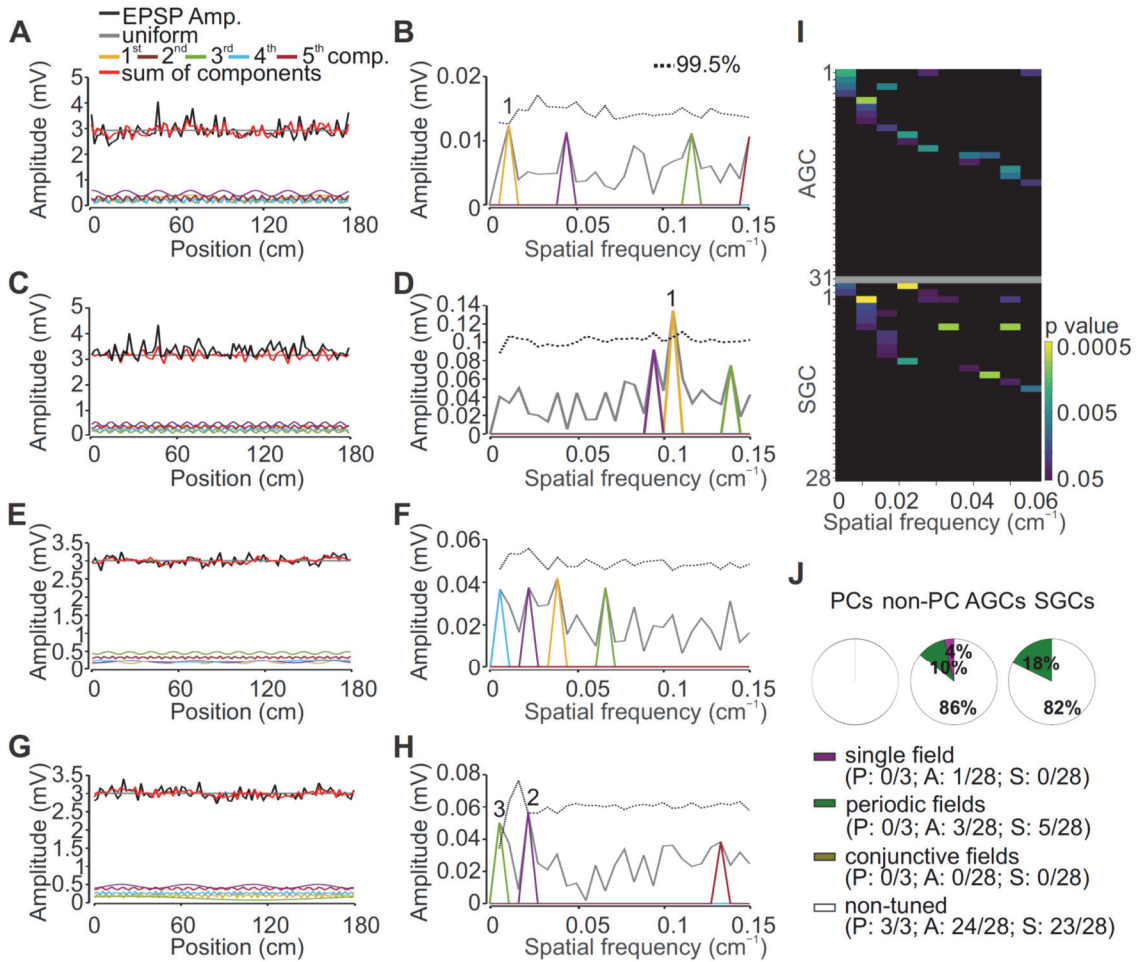 A
EPSP Amp.
uniform
1st 2nd 3rd 4th 5th comp.
sum of components
Amplitude (mV)
5
4
3
2
1
0
0 60 120 180
Position (cm)
B
99.5%
Amplitude (mV)
0.02
0.01
0
1
0 0.05 0.1 0.15
Spatial frequency (cm−1)
C
Amplitude (mV)
5
4
3
2
1
0
0 60 120 180
Position (cm)
D
Amplitude (mV)
0.14
0.12
0.10
0.08
0.06
0.04
0.02
0
1
0 0.05 0.1 0.15
Spatial frequency (cm−1)
E
Amplitude (mV)
3.5
3
2.5
2
1.5
1
0.5
0
0 60 120 180
Position (cm)
F
Amplitude (mV)
0.06
0.04
0.02
0
0 0.05 0.1 0.15
Spatial frequency (cm−1)
G
Amplitude (mV)
3.5
3
2.5
2
1.5
1
0.5
0
0 60 120 180
Position (cm)
H
Amplitude (mV)
0.08
0.06
0.04
0.02
0
3 2
0 0.05 0.1 0.15
Spatial frequency (cm−1)
I
1
AGC
31
1
SGC
28
0 0.02 0.04 0.06
Spatial frequency (cm−1)
p value
0.0005
0.005
0.05
J
PCs non-PC AGCs SGCs
4%
10%
86%
18%
82%
single field
(P: 0/3; A: 1/28; S: 0/28)
periodic fields
(P: 0/3; A: 3/28; S: 5/28)
conjunctive fields
(P: 0/3; A: 0/28; S: 0/28)
non-tuned
(P: 3/3; A: 24/28; S: 23/28)